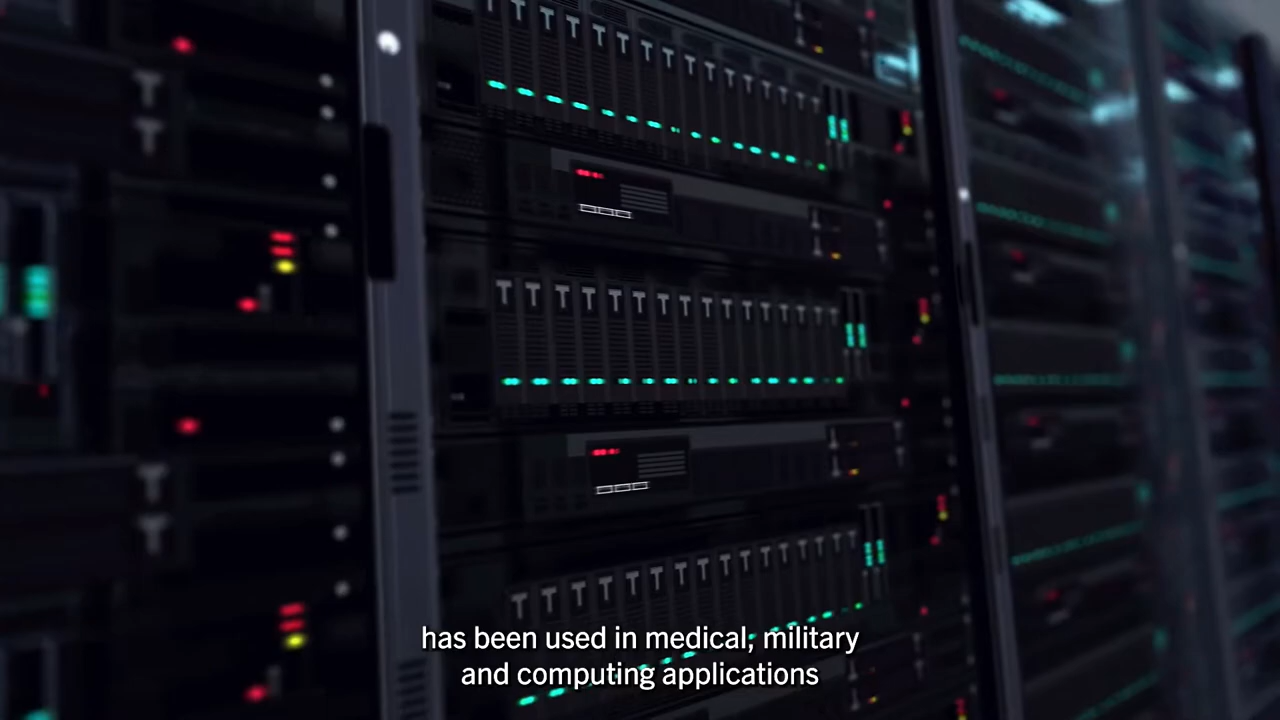 has been used in medical, military
and computing applications